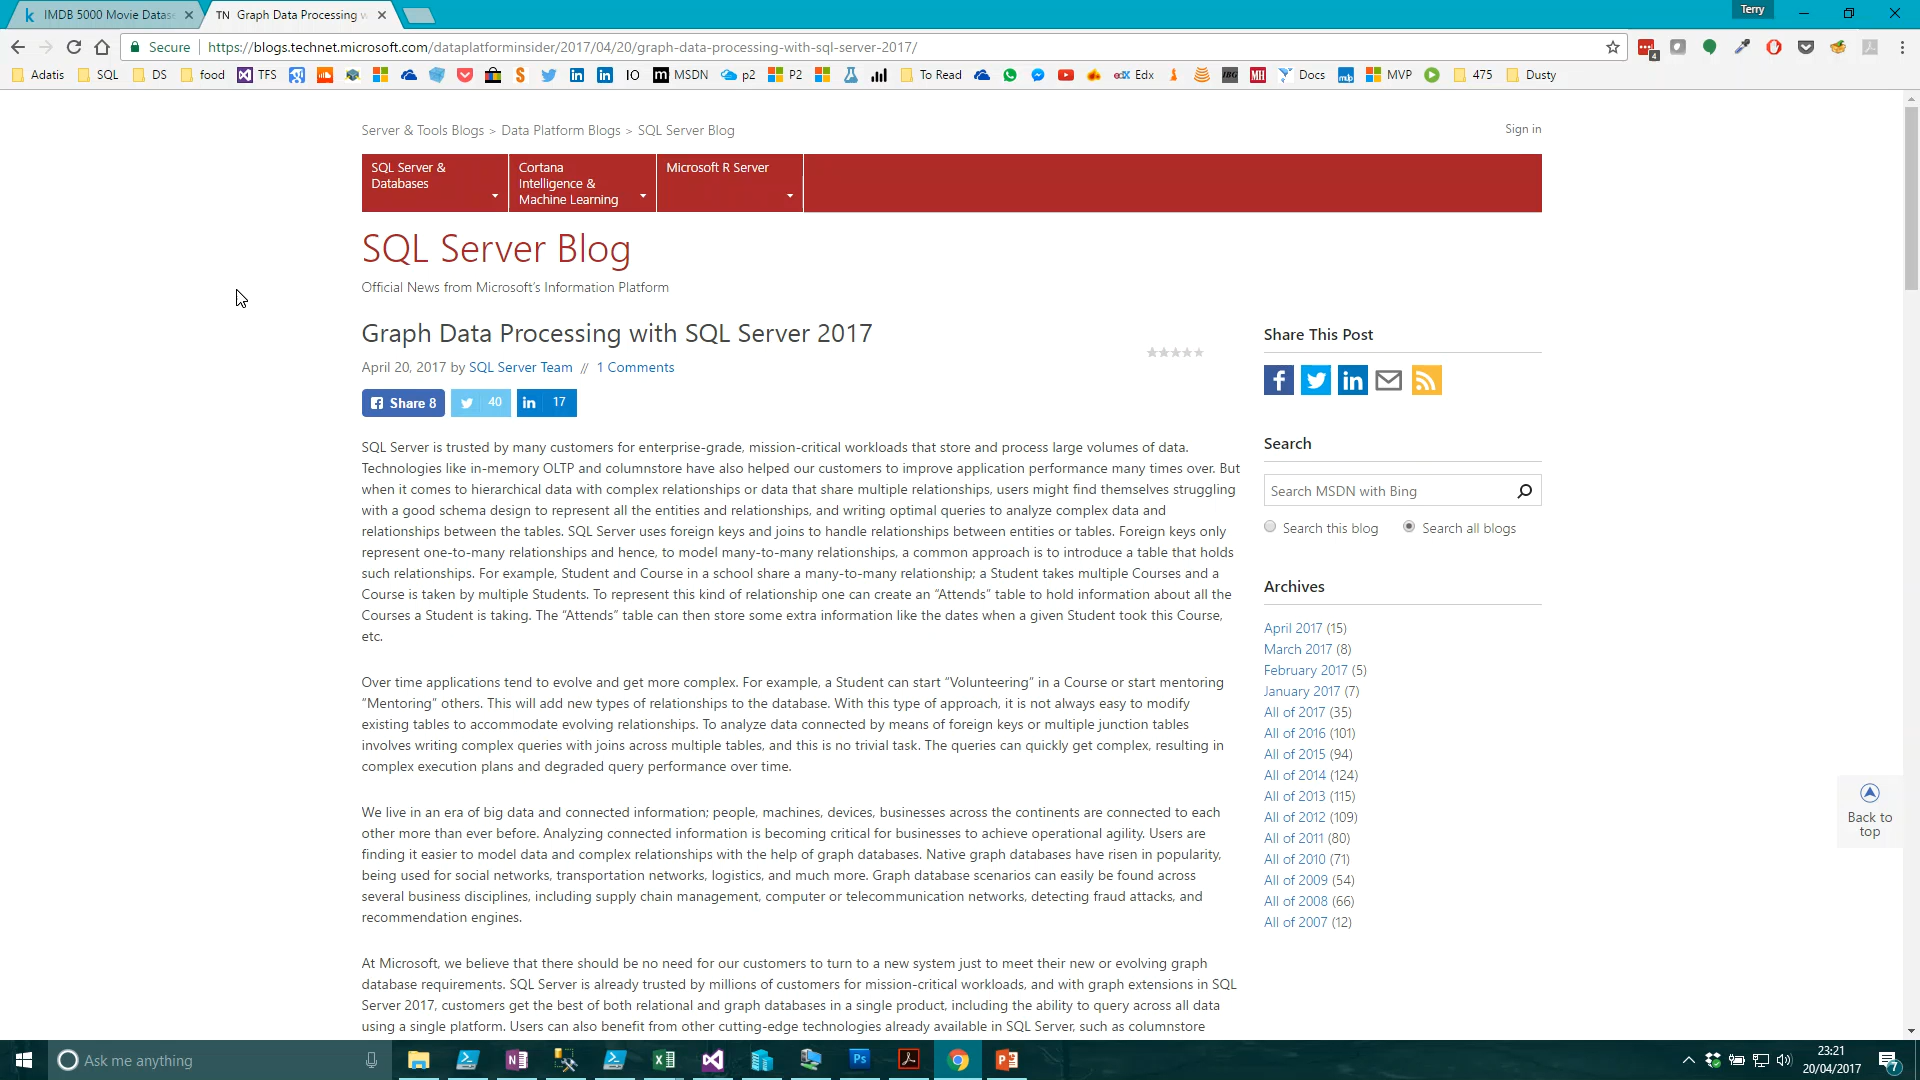 IMDB 5000 Movie Datas
TN Graph Data Processing w
Terry
Secure https://blogs.technet.microsoft.com/dataplatforminsider/2017/04/20/graph-data-processing-with-sql-server-2017/
Adatis SQL DS food TFS IO MSDN p2 P2 To Read edX Edx IBG MH Docs MVP 475 Dusty
Server & Tools Blogs > Data Platform Blogs > SQL Server Blog
Sign in
SQL Server &
Databases
Cortana
Intelligence &
Machine Learning
Microsoft R Server
SQL Server Blog
Official News from Microsoft's Information Platform
Graph Data Processing with SQL Server 2017
April 20, 2017 by SQL Server Team // 1 Comments
Share 8 40 in 17
SQL Server is trusted by many customers for enterprise-grade, mission-critical workloads that store and process large volumes of data.
Technologies like in-memory OLTP and columnstore have also helped our customers to improve application performance many times over. But
when it comes to hierarchical data with complex relationships or data that share multiple relationships, users might find themselves struggling
with a good schema design to represent all the entities and relationships, and writing optimal queries to analyze complex data and
relationships between the tables. SQL Server uses foreign keys and joins to handle relationships between entities or tables. Foreign keys only
represent one-to-many relationships and hence, to model many-to-many relationships, a common approach is to introduce a table that holds
such relationships. For example, Student and Course in a school share a many-to-many relationship; a Student takes multiple Courses and a
Course is taken by multiple Students. To represent this kind of relationship one can create an “Attends” table to hold information about all the
Courses a Student is taking. The “Attends” table can then store some extra information like the dates when a given Student took this Course,
etc.
Over time applications tend to evolve and get more complex. For example, a Student can start “Volunteering” in a Course or start mentoring
“Mentoring” others. This will add new types of relationships to the database. With this type of approach, it is not always easy to modify
existing tables to accommodate evolving relationships. To analyze data connected by means of foreign keys or multiple junction tables
involves writing complex queries with joins across multiple tables, and this is no trivial task. The queries can quickly get complex, resulting in
complex execution plans and degraded query performance over time.
We live in an era of big data and connected information; people, machines, devices, businesses across the continents are connected to each
other more than ever before. Analyzing connected information is becoming critical for businesses to achieve operational agility. Users are
finding it easier to model data and complex relationships with the help of graph databases. Native graph databases have risen in popularity,
being used for social networks, transportation networks, logistics, and much more. Graph database scenarios can easily be found across
several business disciplines, including supply chain management, computer or telecommunication networks, detecting fraud attacks, and
recommendation engines.
At Microsoft, we believe that there should be no need for our customers to turn to a new system just to meet their new or evolving graph
database requirements. SQL Server is already trusted by millions of customers for mission-critical workloads, and with graph extensions in SQL
Server 2017, customers get the best of both relational and graph databases in a single product, including the ability to query across all data
using a single platform. Users can also benefit from other cutting-edge technologies already available in SQL Server, such as columnstore
Share This Post
Search
Search MSDN with Bing
Search this blog
Search all blogs
Archives
April 2017 (15)
March 2017 (8)
February 2017 (5)
January 2017 (7)
All of 2017 (35)
All of 2016 (101)
All of 2015 (94)
All of 2014 (124)
All of 2013 (115)
All of 2012 (109)
All of 2011 (80)
All of 2010 (71)
All of 2009 (54)
All of 2008 (66)
All of 2007 (12)
Back to
top
Ask me anything
23:21
20/04/2017
7